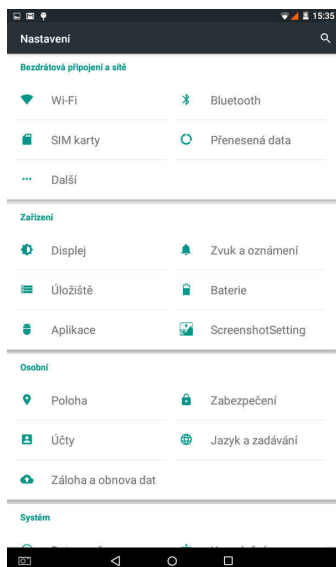 15:35
Nastavení
Bezdrátová připojení a sítě
Wi-Fi
Bluetooth
SIM karty
Přenesená data
Další
Zařízení
Displej
Zvuk a oznámení
Úložiště
Baterie
Aplikace
ScreenshotSetting
Osobní
Poloha
Zabezpečení
Účty
Jazyk a zadávání
Záloha a obnova dat
Systém